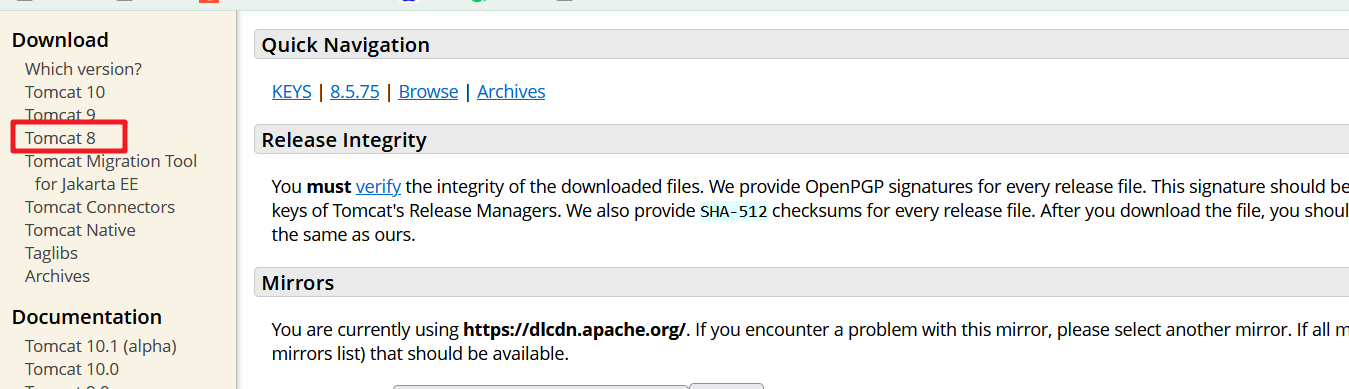 Download
Which version?
Tomcat 10
Tomcat 9
Tomcat 8
Tomcat Migration Tool
for Jakarta EE
Tomcat Connectors
Tomcat Native
Taglibs
Archives
Documentation
Tomcat 10.1 (alpha)
Tomcat 10.0
Tomcat 9.0
Quick Navigation
KEYS | 8.5.75 | Browse | Archives
Release Integrity
You must verify the integrity of the downloaded files. We provide OpenPGP signatures for every release file. This signature should be
keys of Tomcat's Release Managers. We also provide SHA-512 checksums for every release file. After you download the file, you shoul
the same as ours.
Mirrors
You are currently using https://dlcdn.apache.org/. If you encounter a problem with this mirror, please select another mirror. If all m
mirrors list) that should be available.